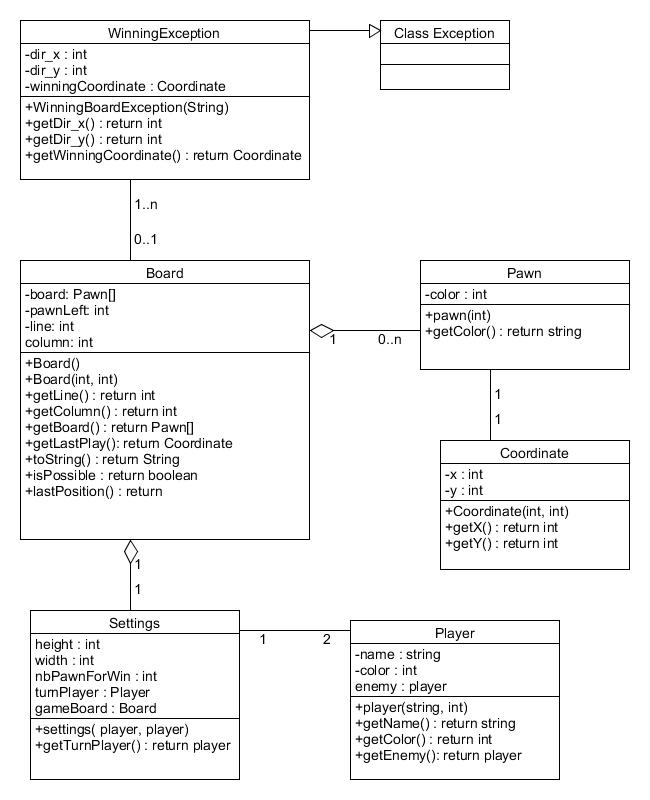 WinningException
-dir_x : int
-dir_y : int
-winningCoordinate : Coordinate
+WinningBoardException(String)
+getDir_x() : return int
+getDir_y() : return int
+getWinningCoordinate() : return Coordinate
Class Exception
1..n
0..1
Board
-board: Pawn[]
-pawnLeft: int
-line: int
column: int
+Board()
+Board(int, int)
+getLine() : return int
+getColumn() : return int
+getBoard() : return Pawn[]
+getLastPlay(): return Coordinate
+toString() : return String
+isPossible : return boolean
+lastPosition() : return
1
0..n
Pawn
-color : int
+pawn(int)
+getColor() : return string
1
1
Coordinate
-x : int
-y : int
+Coordinate(int, int)
+getX() : return int
+getY() : return int
1
1
Settings
height : int
width : int
nbPawnForWin : int
turnPlayer : Player
gameBoard : Board
+settings( player, player)
+getTurnPlayer() : return player
1
2
Player
-name : string
-color : int
enemy : player
+player(string, int)
+getName() : return string
+getColor() : return int
+getEnemy(): return player